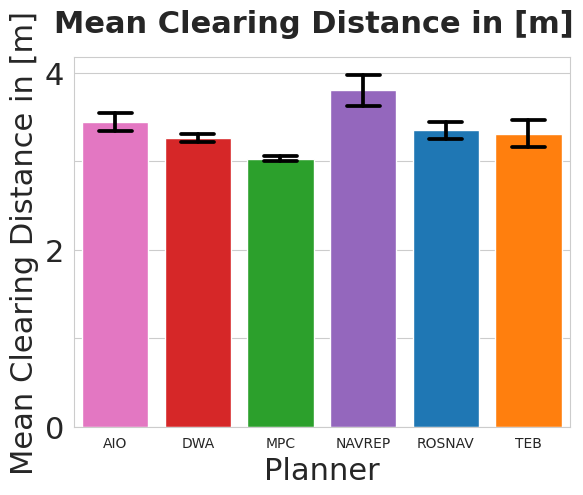 Mean Clearing Distance in [m]
Mean Clearing Distance in [m]
4
2
0
AIO DWA MPC NAVREP ROSNAV TEB
Planner